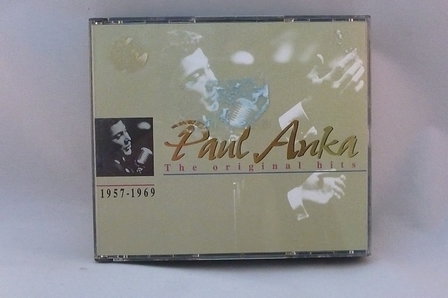 Paul Anka
The original hits
1957-1969